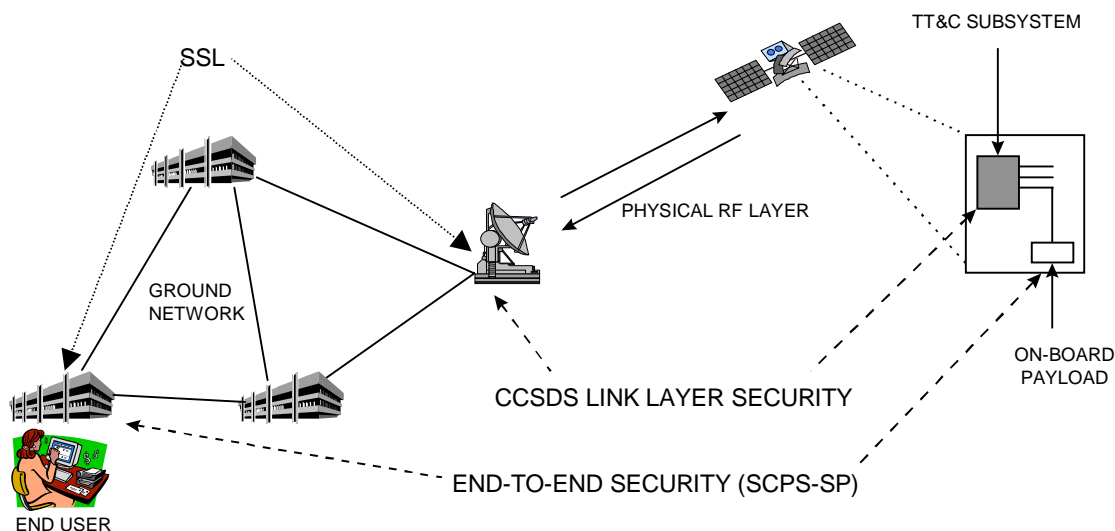 TT&C SUBSYSTEM
SSL
PHYSICAL RF LAYER
GROUND
NETWORK
ON-BOARD
PAYLOAD
CCSDS LINK LAYER SECURITY
END-TO-END SECURITY (SCPS-SP)
END USER